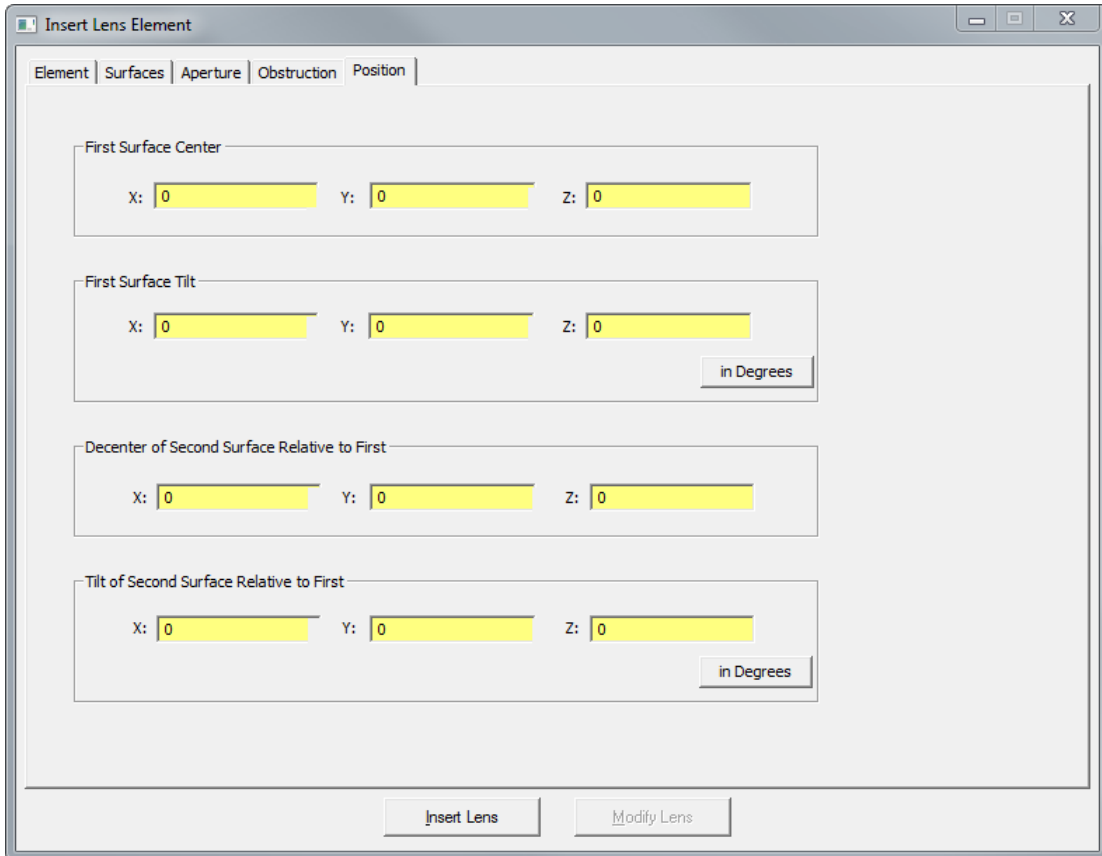 Insert Lens Element
Element Surfaces Aperture Obstruction Position
First Surface Center
X: 0 Y: 0 Z: 0
First Surface Tilt
X: 0 Y: 0 Z: 0
in Degrees
Decenter of Second Surface Relative to First
X: 0 Y: 0 Z: 0
Tilt of Second Surface Relative to First
X: 0 Y: 0 Z: 0
in Degrees
Insert Lens Modify Lens